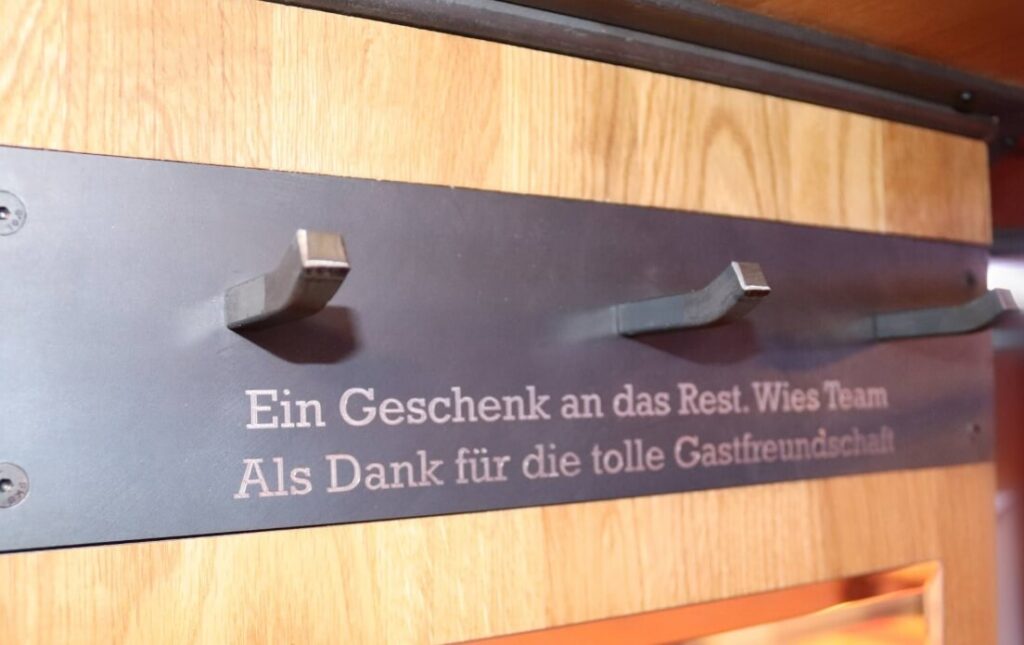 Ein Geschenk an das Rest. Wies Team
Als Dank für die tolle Gastfreundschaft